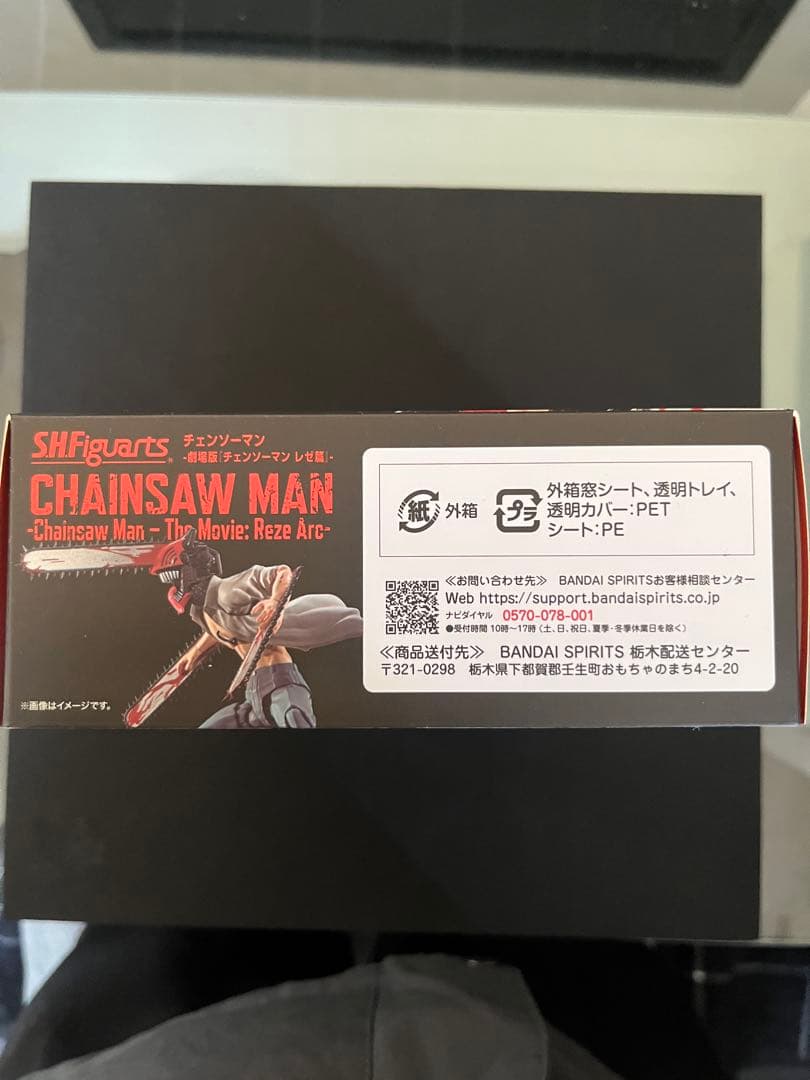 S.H.Figuarts
チェンソーマン
-劇場版『チェンソーマン レゼ篇』-
CHAINSAW MAN
-Chainsaw Man – The Movie: Reze Arc-
※画像はイメージです。
紙 外箱
プラ 外箱窓シート、透明トレイ、
透明カバー:PET
シート:PE
≪お問い合わせ先≫ BANDAI SPIRITSお客様相談センター
Web https://support.bandaispirits.co.jp
ナビダイヤル 0570-078-001
●受付時間 10時~17時 (土、日、祝日、夏季・冬季休業日を除く)
≪商品送付先≫ BANDAI SPIRITS 栃木配送センター
〒321-0298 栃木県下都賀郡壬生町おもちゃのまち4-2-20